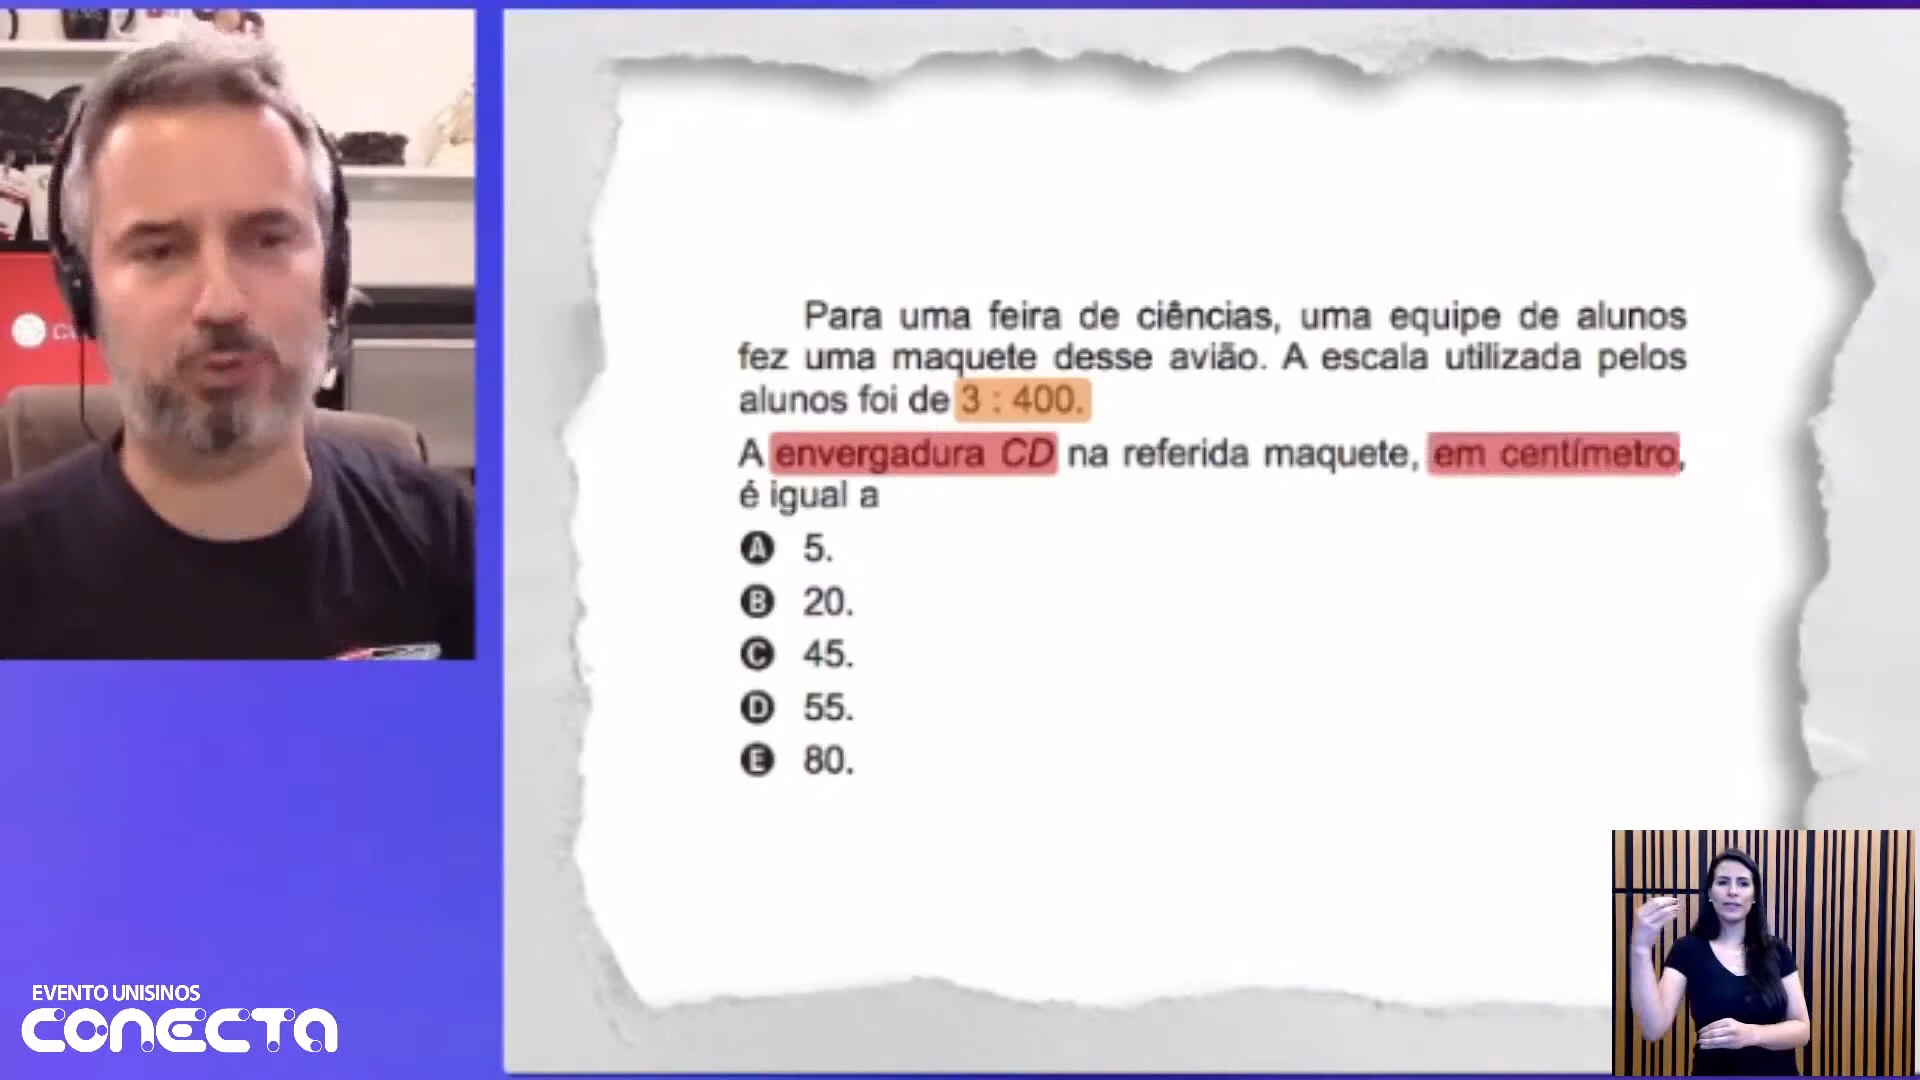 Para uma feira de ciências, uma equipe de alunos
fez uma maquete desse avião. A escala utilizada pelos
alunos foi de 3 : 400.
A envergadura CD na referida maquete, em centímetro,
é igual a
A 5.
B 20.
C 45.
D 55.
E 80.
EVENTO UNISINOS
CONECTA